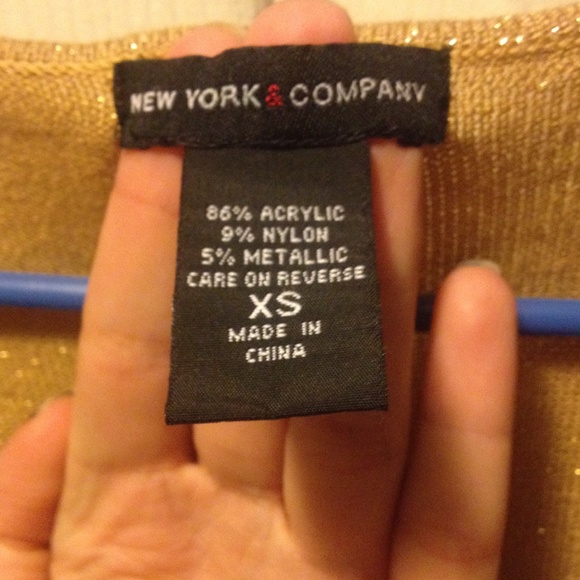 NEW YORK & COMPANY
86% ACRYLIC
9% NYLON
5% METALLIC
CARE ON REVERSE
XS
MADE IN
CHINA